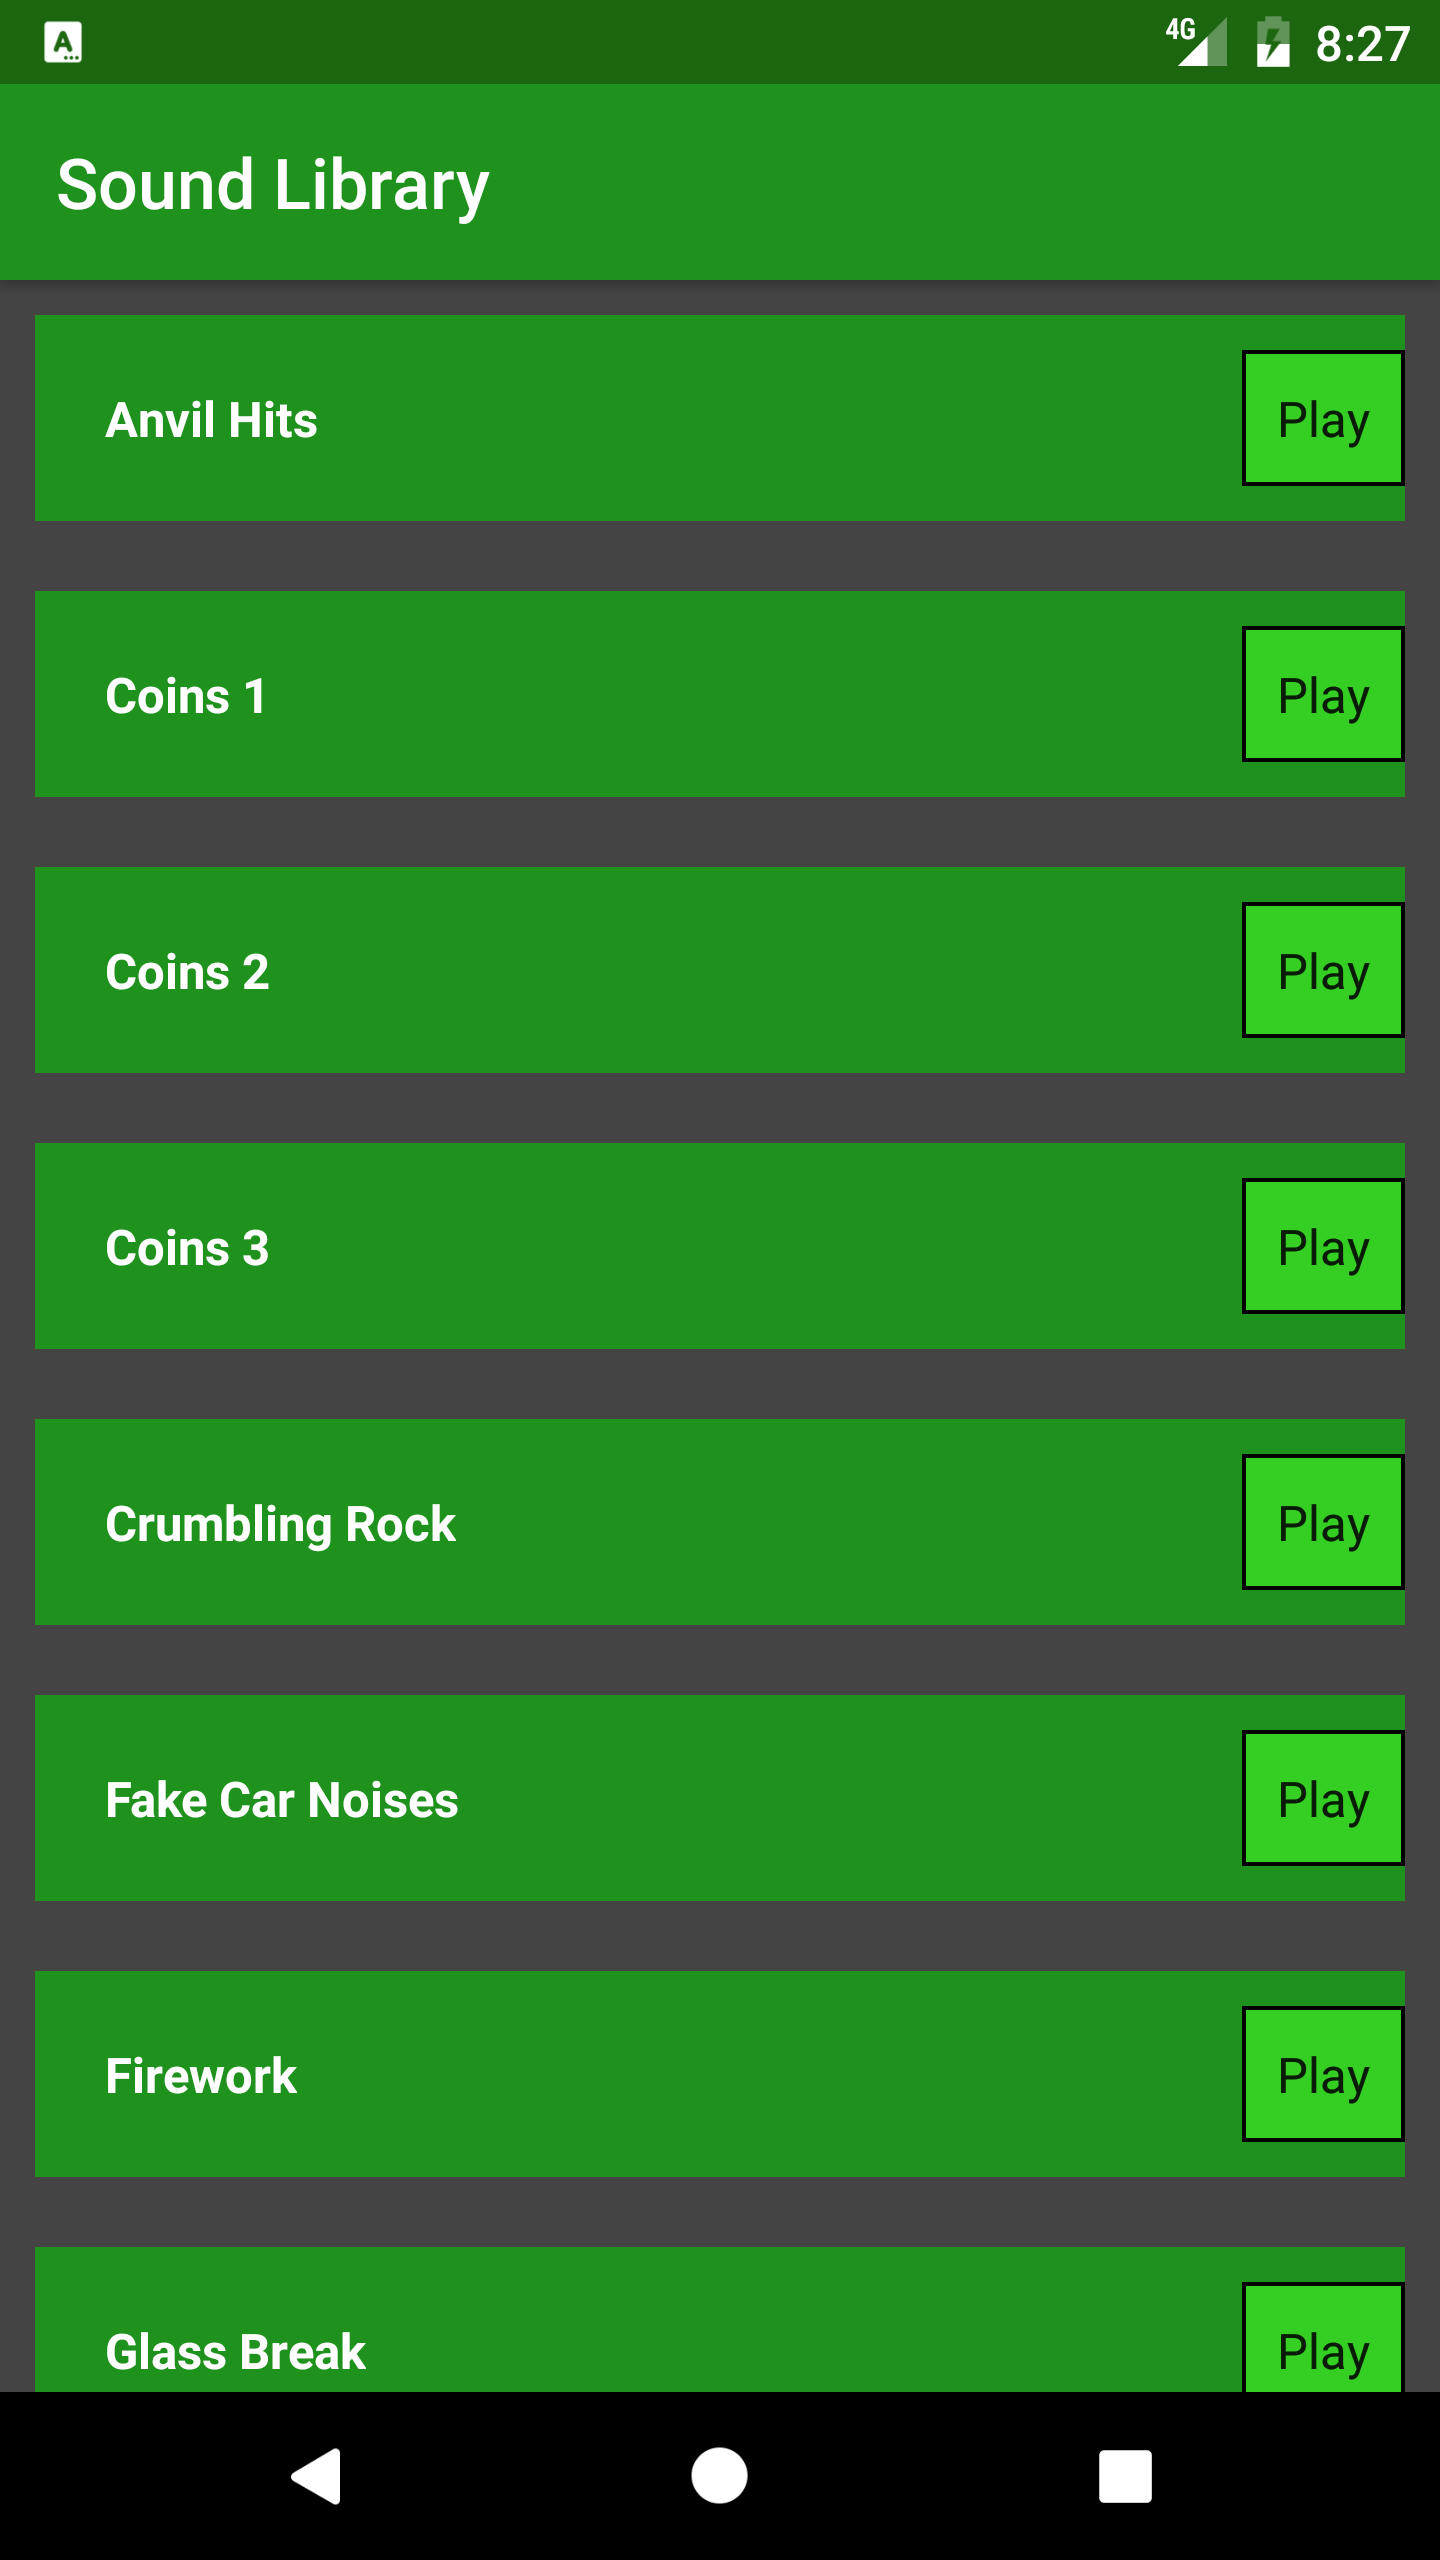 A
4G
8:27
Sound Library
Anvil Hits
Play
Coins 1
Play
Coins 2
Play
Coins 3
Play
Crumbling Rock
Play
Fake Car Noises
Play
Firework
Play
Glass Break
Play